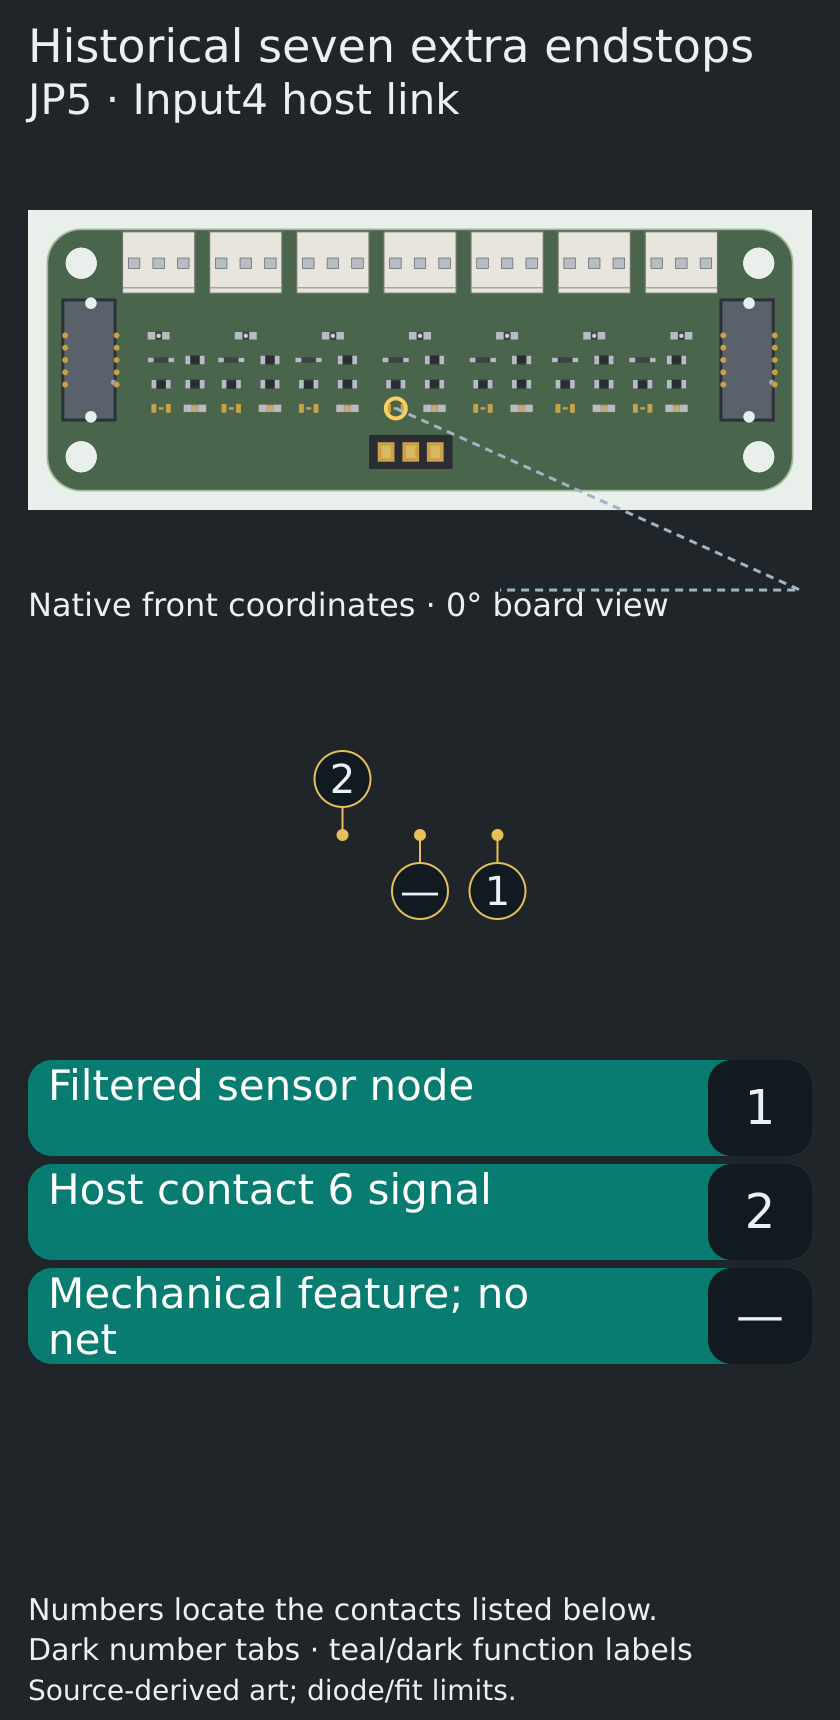 Historical seven extra endstops
JP5 · Input4 host link
Native front coordinates · 0° board view
2
— 1
Filtered sensor node 1
Host contact 6 signal 2
Mechanical feature; no
net —
Numbers locate the contacts listed below.
Dark number tabs · teal/dark function labels
Source-derived art; diode/fit limits.